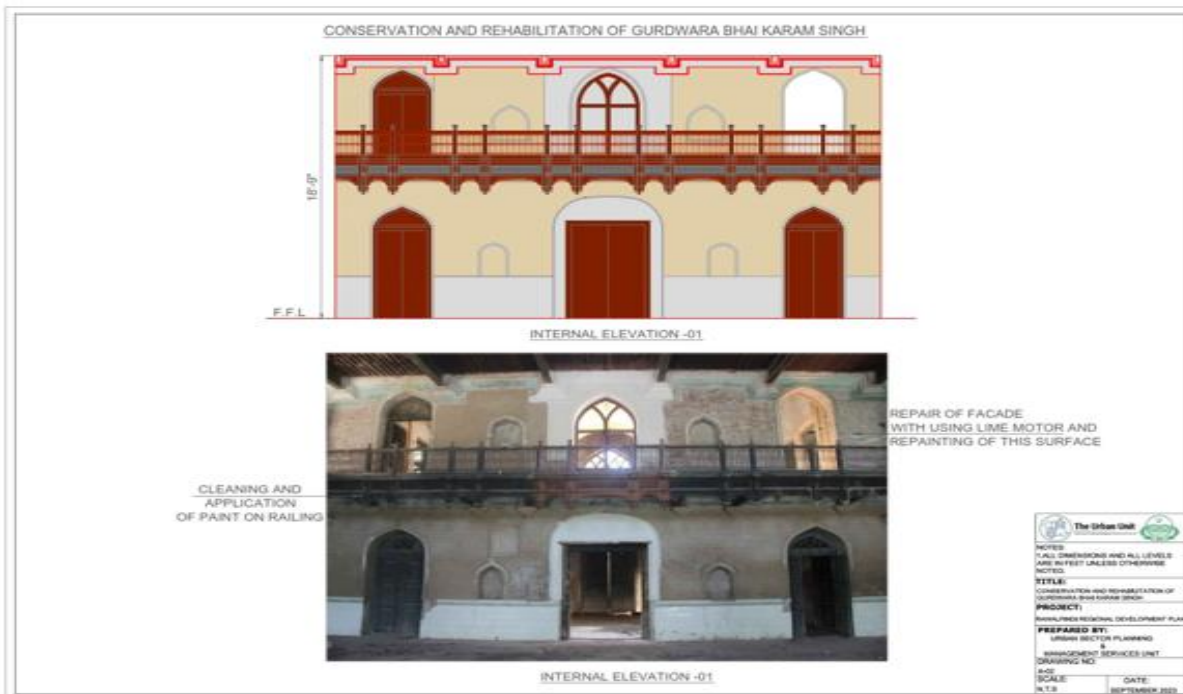 CONSERVATION AND REHABILITATION OF GURDWARA BHAI KARAM SINGH
18'-9"
F.F.L
INTERNAL ELEVATION -01
REPAIR OF FACADE
WITH USING LIME MOTOR AND
REPAINTING OF THIS SURFACE
CLEANING AND
APPLICATION
OF PAINT ON RAILING
INTERNAL ELEVATION -01
The Urban Unit
NOTES:
1.ALL DIMENSIONS AND ALL LEVELS
ARE IN FEET UNLESS OTHERWISE
NOTED.
TITLE:
CONSERVATION AND REHABILITATION OF
GURDWARA BHAI KARAM SINGH
PROJECT:
RAWALPINDI REGIONAL DEVELOPMENT PLAN
PREPARED BY:
URBAN SECTOR PLANNING
&
MANAGEMENT SERVICES UNIT
DRAWING NO:
A-02
SCALE:
N.T.S
DATE:
SEPTEMBER 2023